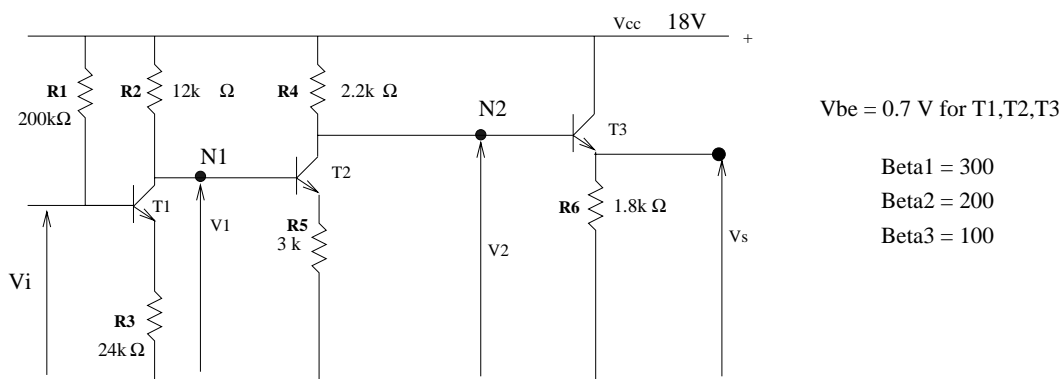 Vcc 18V
+
R1
200kΩ
R2 12k Ω
R4 2.2k Ω
N2
Vbe = 0.7 V for T1,T2,T3
T3
N1
T2
Beta1 = 300
T1
V1
R5
3 k
R6 1.8k Ω
Beta2 = 200
V2
Vs
Beta3 = 100
Vi
R3
24k Ω